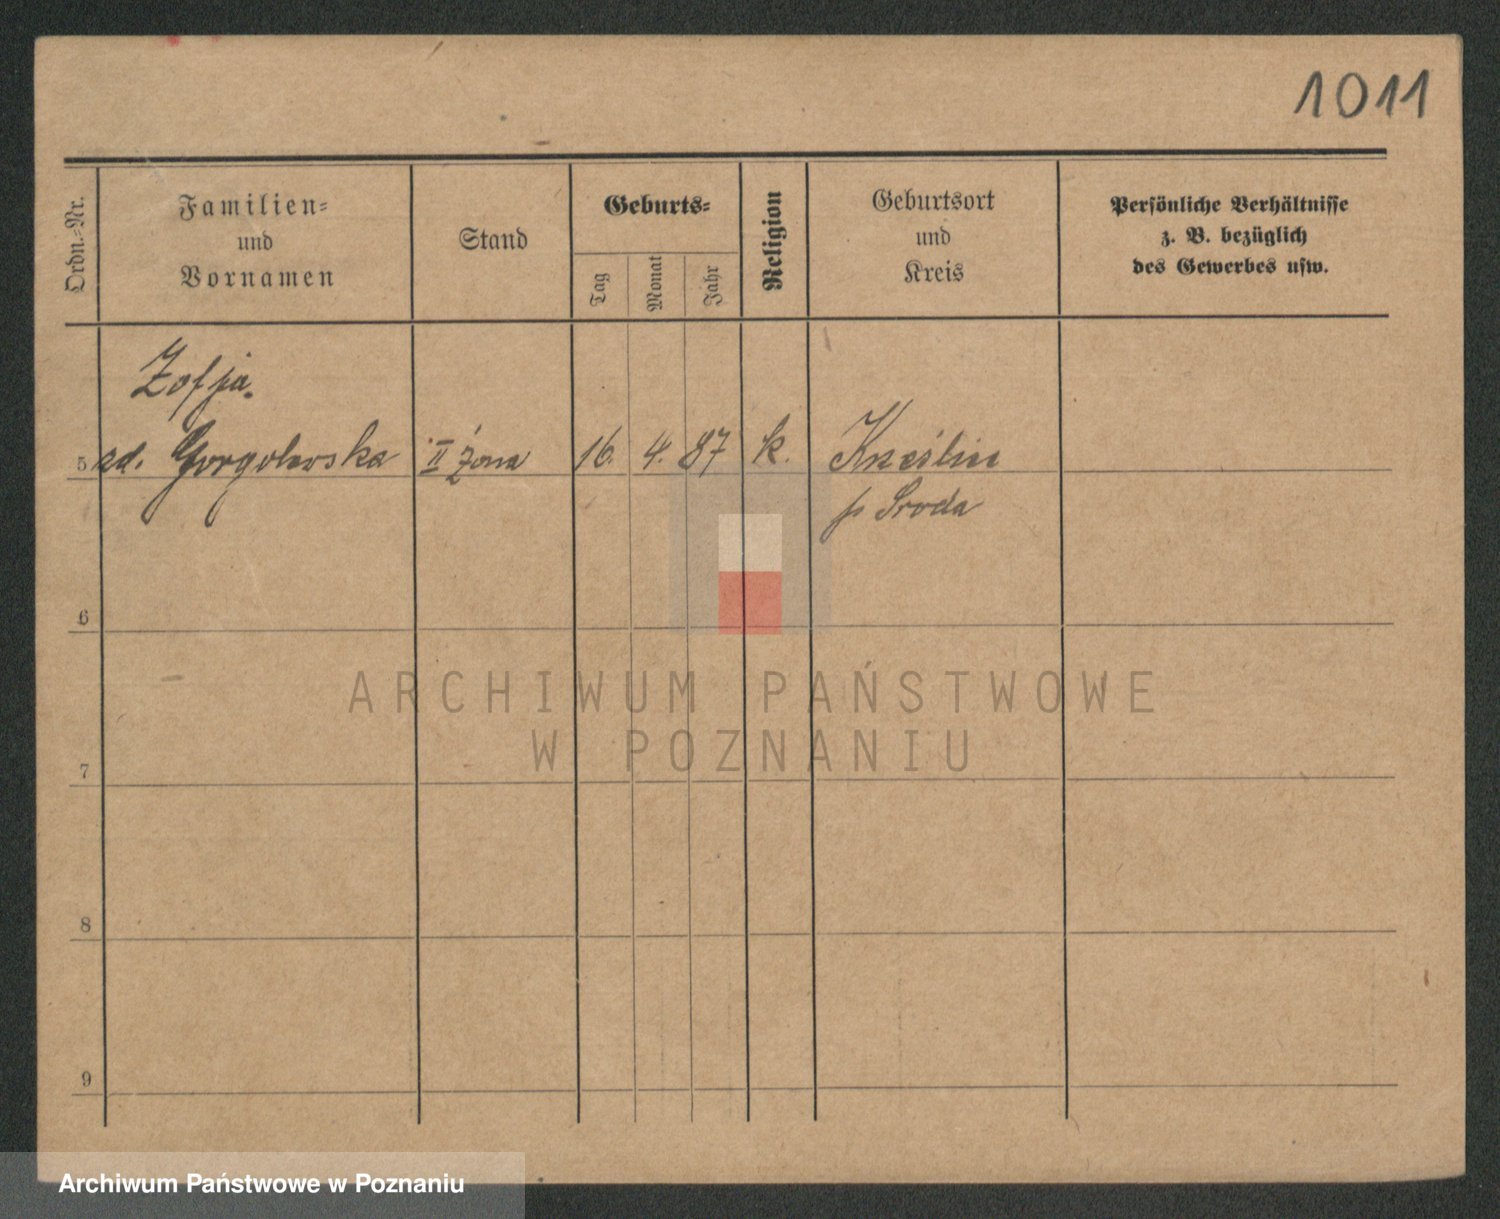 1011
Ordn.-Nr.
Familien-
und
Vornamen
Stand
Geburts-
Tag
Monat
Jahr
Religion
Geburtsort
und
Kreis
Persönliche Verhältnisse
z. B. bezüglich
des Gewerbes usw.
Zofja
5 zd. Gorgolewska II żona 16. 4. 87 k.
p Środa
6
ARCHIWUM PAŃSTWOWE
W POZNANIU
7
8
9
Archiwum Państwowe w Poznaniu